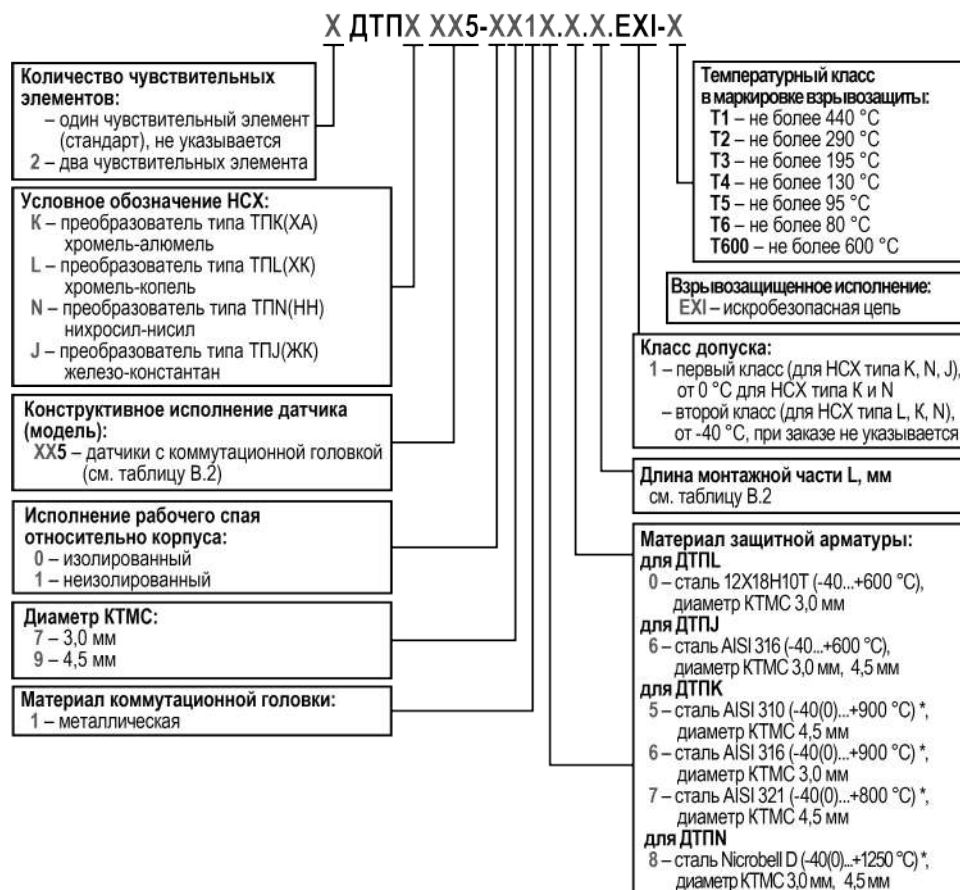 Х ДТПХ ХХ5-ХХ1Х.Х.Х.EXI-Х
Количество чувствительных
элементов:
– один чувствительный элемент
(стандарт), не указывается
2 – два чувствительных элемента
Условное обозначение НСХ:
К – преобразователь типа ТПК(ХА)
хромель-алюмель
L – преобразователь типа ТПL(ХК)
хромель-копель
N – преобразователь типа ТПN(НН)
нихросил-нисил
J – преобразователь типа ТПJ(ЖК)
железо-константан
Конструктивное исполнение датчика
(модель):
ХХ5 – датчики с коммутационной головкой
(см. таблицу В.2)
Исполнение рабочего спая
относительно корпуса:
0 – изолированный
1 – неизолированный
Диаметр КТМС:
7 – 3,0 мм
9 – 4,5 мм
Материал коммутационной головки:
1 – металлическая
Температурный класс
в маркировке взрывозащиты:
Т1 – не более 440 °С
Т2 – не более 290 °С
Т3 – не более 195 °С
Т4 – не более 130 °С
Т5 – не более 95 °С
Т6 – не более 80 °С
Т600 – не более 600 °С
Взрывозащищенное исполнение:
EXI – искробезопасная цепь
Класс допуска:
1 – первый класс (для НСХ типа K, N, J),
от 0 °С для НСХ типа К и N
– второй класс (для НСХ типа L, K, N),
от -40 °С, при заказе не указывается
Длина монтажной части L, мм
см. таблицу В.2
Материал защитной арматуры:
для ДТПL
0 – сталь 12Х18Н10Т (-40...+600 °С),
диаметр КТМС 3,0 мм
для ДТПJ
6 – сталь AISI 316 (-40...+600 °С),
диаметр КТМС 3,0 мм, 4,5 мм
для ДТПК
5 – сталь AISI 310 (-40(0)...+900 °С) *,
диаметр КТМС 4,5 мм
6 – сталь AISI 316 (-40(0)...+900 °С) *,
диаметр КТМС 3,0 мм
7 – сталь AISI 321 (-40(0)...+800 °С) *,
диаметр КТМС 4,5 мм
для ДТПN
8 – сталь Nicrobell D (-40(0)...+1250 °С) *,
диаметр КТМС 3,0 мм, 4,5 мм